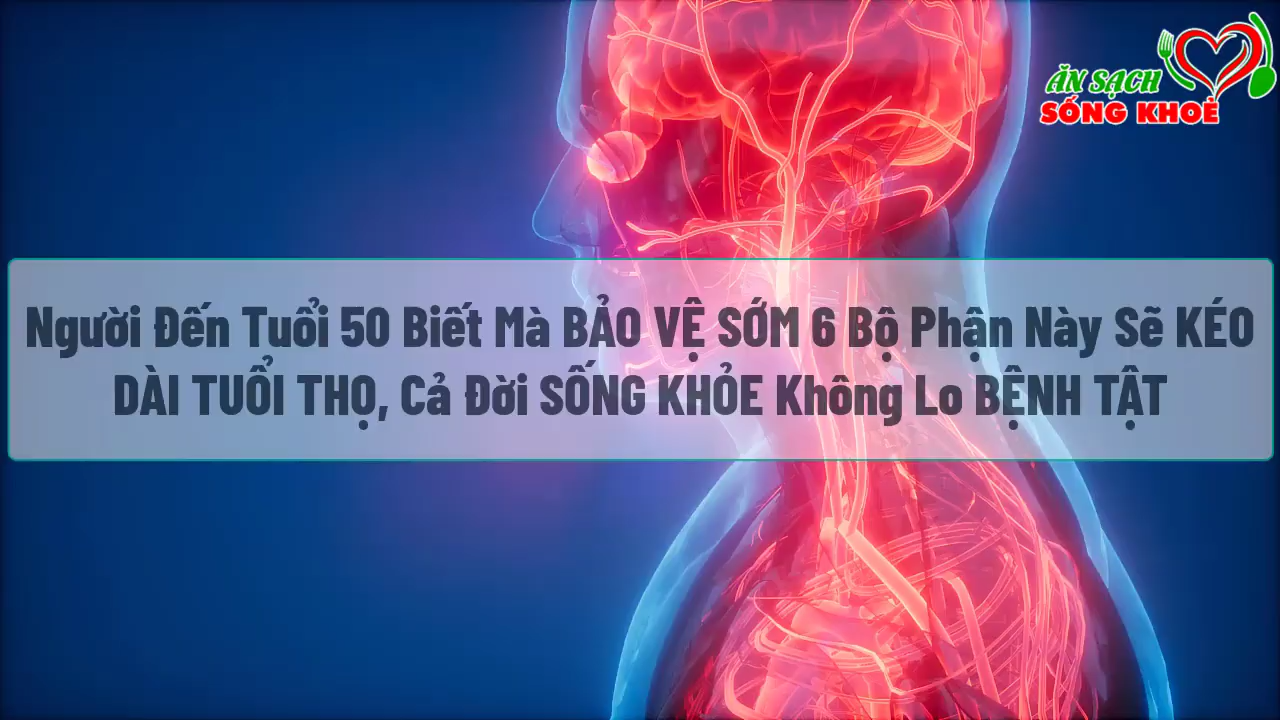 ĂN SẠCH
SỐNG KHOẺ
Người Đến Tuổi 50 Biết Mà BẢO VỆ SỚM 6 Bộ Phận Này Sẽ KÉO
DÀI TUỔI THỌ, Cả Đời SỐNG KHỎE Không Lo BỆNH TẬT